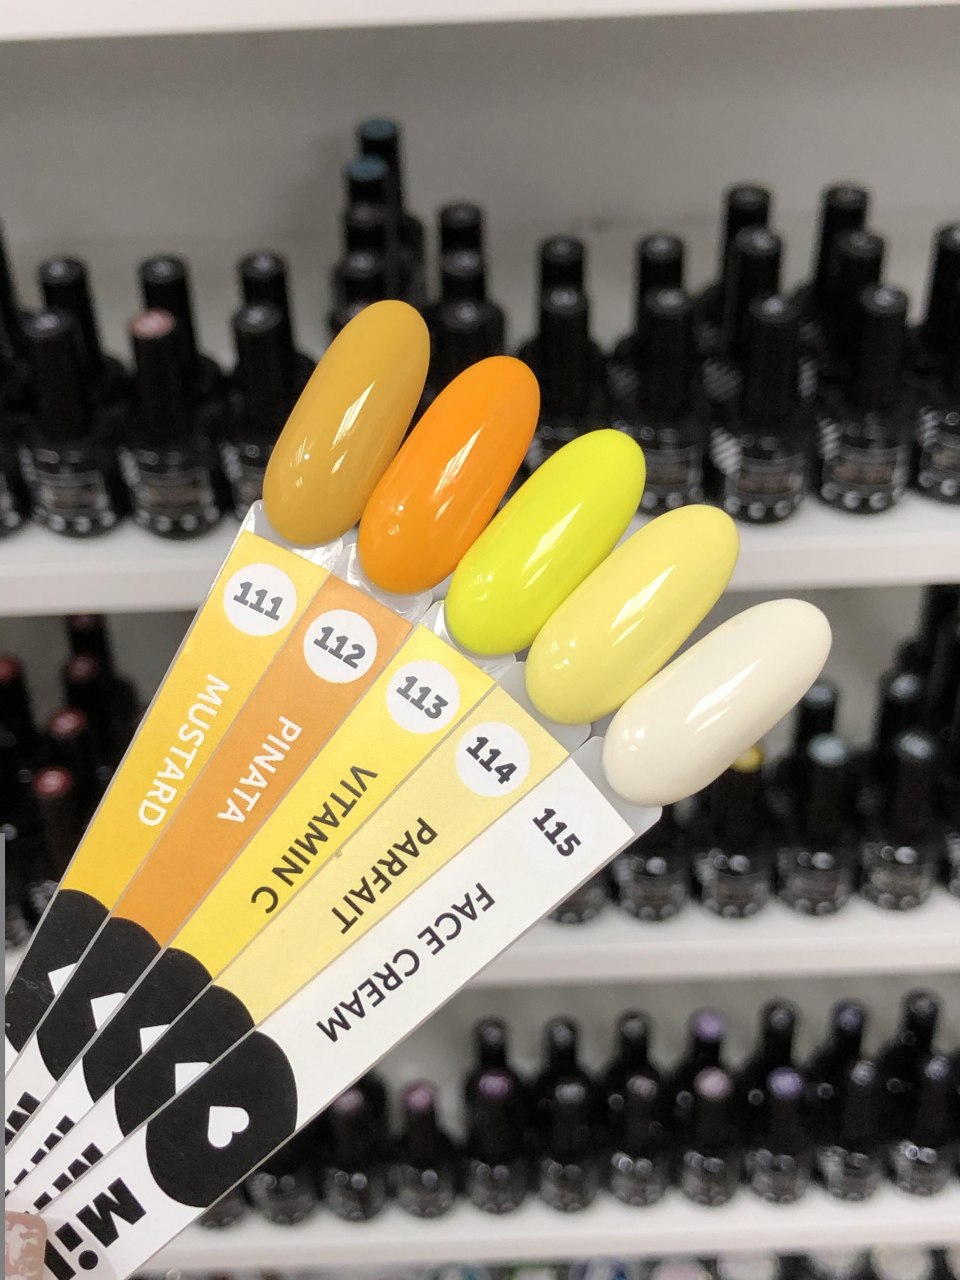 111
MUSTARD
112
PINATA
113
VITAMIN C
114
PARFAIT
115
FACE CREAM